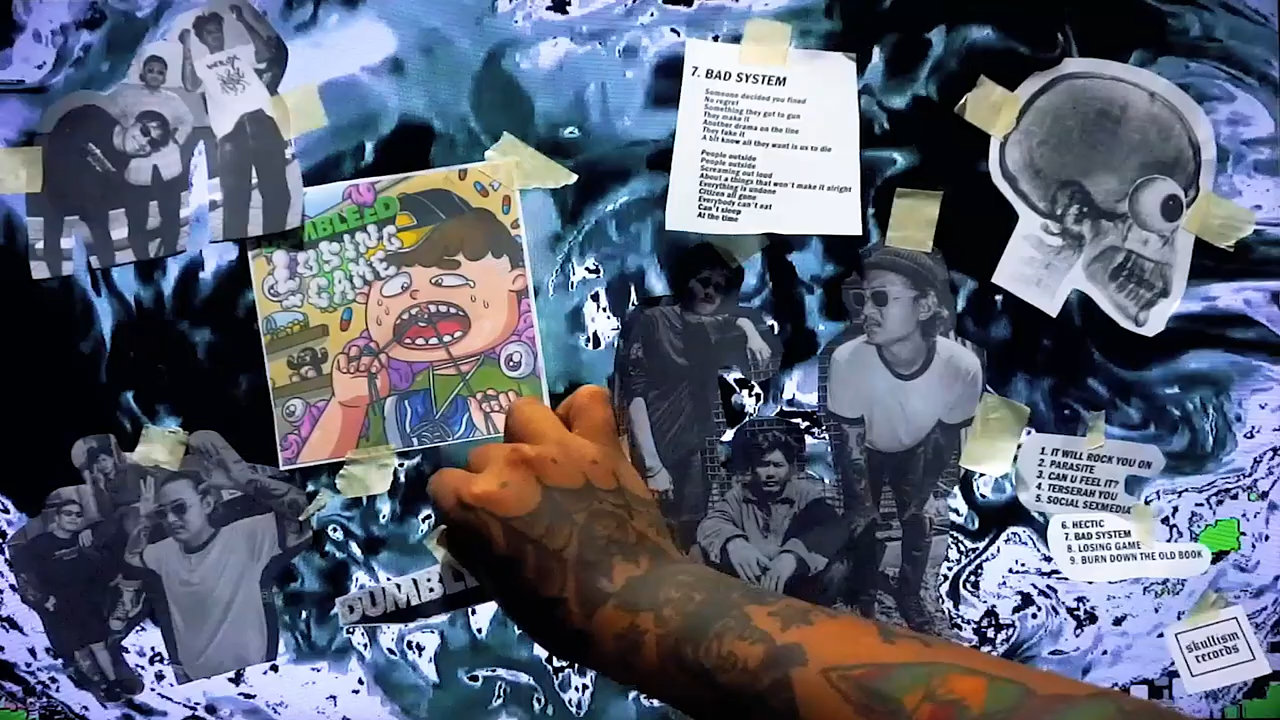 7. BAD SYSTEM
Someone decided you fined
No regret
Something they got to gun
They make it
Another drama on the line
They fake it
A bit know all they want is us to die
People outside
People outside
Screaming out loud
About a things that won't make it alright
Everything is undone
Citizen all gone
Everybody can't eat
Can't sleep
At the time
LOSING
GAME
1. IT WILL ROCK YOU ON
2. PARASITE
3. CAN U FEEL IT?
4. TERSERAH YOU
5. SOCIAL SEXMEDIA
6. HECTIC
7. BAD SYSTEM
8. LOSING GAME
9. BURN DOWN THE OLD BOOK
skullism
records